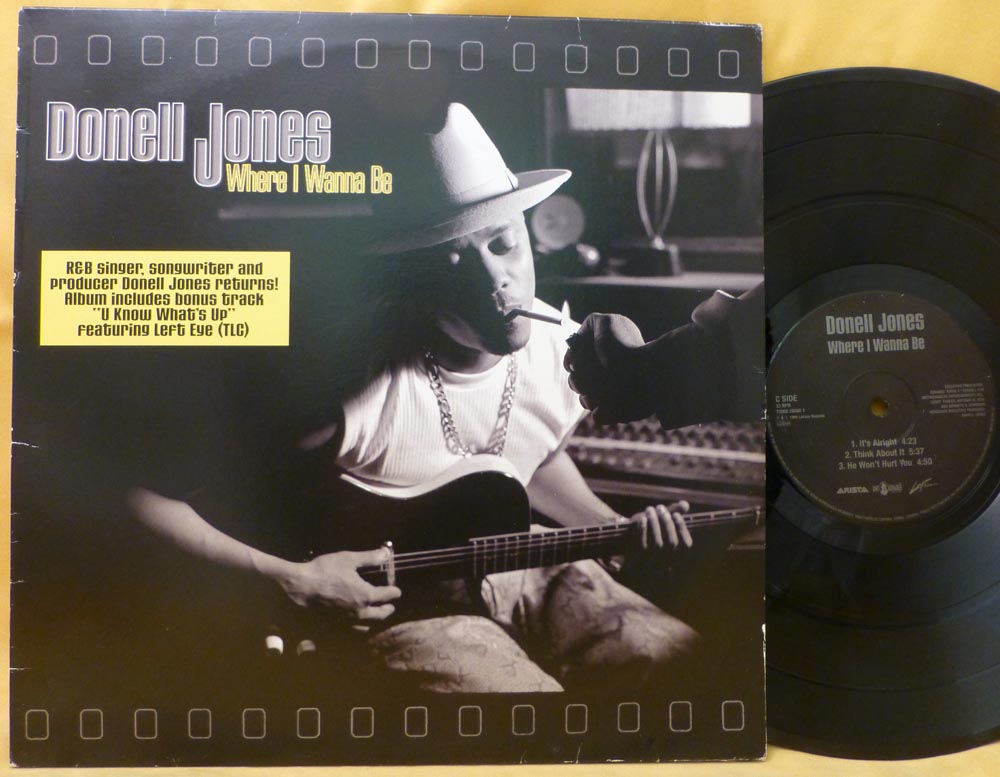 Donell Jones
Where I Wanna Be
R&B singer, songwriter and
producer Donell Jones returns!
Album includes bonus track
"U Know What's Up"
featuring Left Eye (TLC)
Donell Jones
Where I Wanna Be
C SIDE
1. It's Alright 4:23
2. Think About It 5:37
3. He Won't Hurt You 4:50
ARISTA